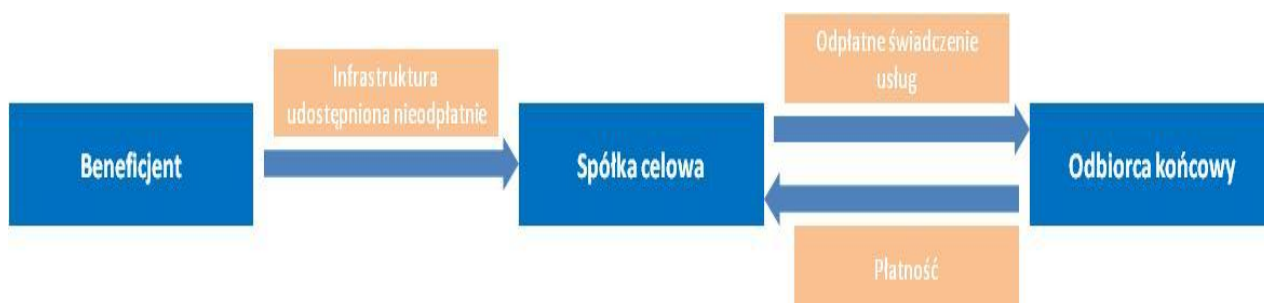 Beneficjent
Infrastruktura
udostępniona nieodpłatnie
Spółka celowa
Odpłatne świadczenie
usług
Płatność
Odbiorca końcowy